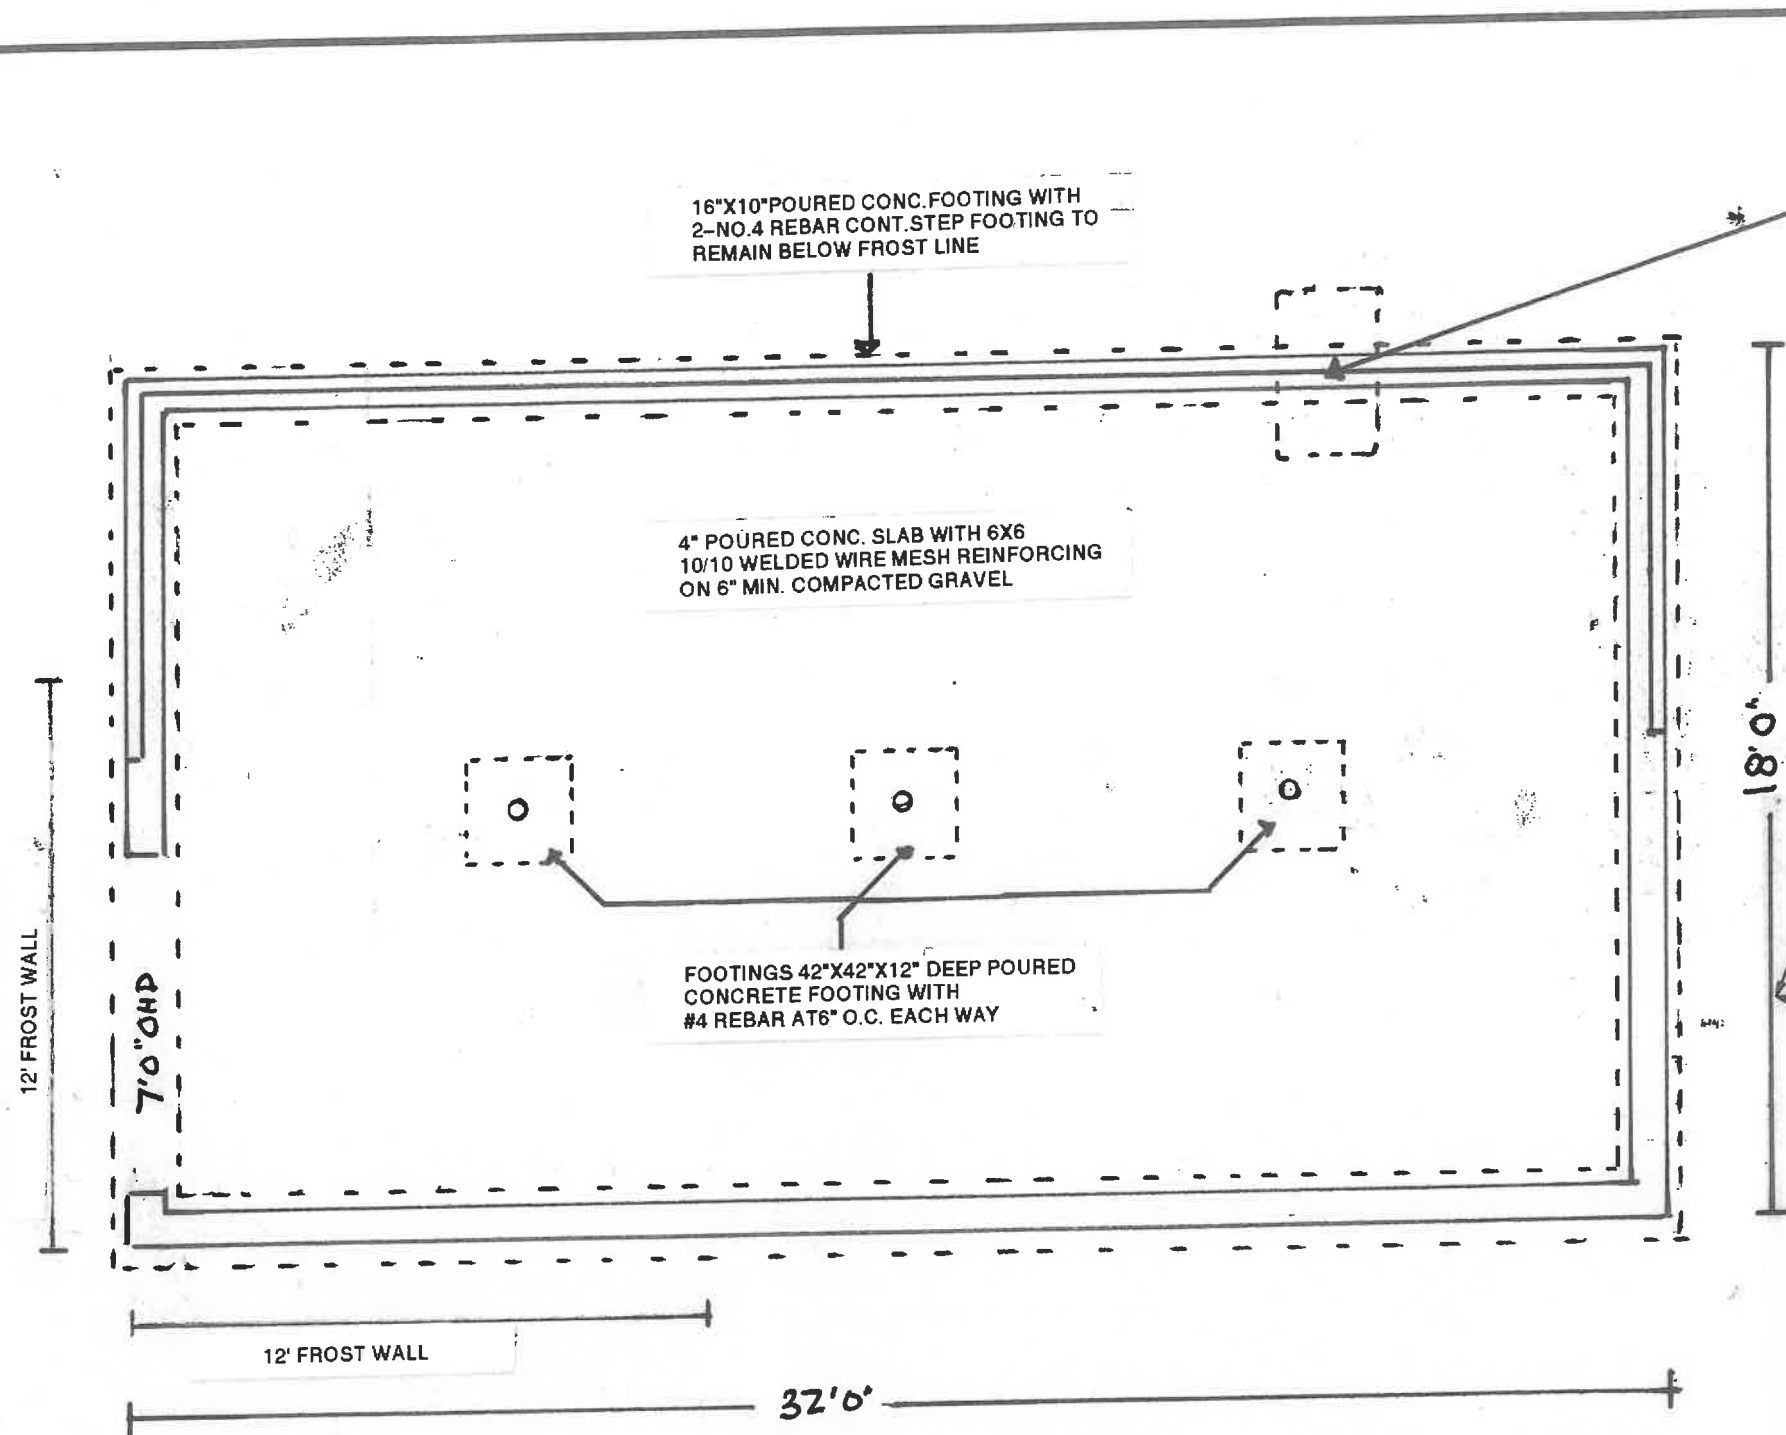 16"X10"POURED CONC.FOOTING WITH
2-NO.4 REBAR CONT.STEP FOOTING TO
REMAIN BELOW FROST LINE
4" POURED CONC. SLAB WITH 6X6
10/10 WELDED WIRE MESH REINFORCING
ON 6" MIN. COMPACTED GRAVEL
18'0"
FOOTINGS 42"X42"X12" DEEP POURED
CONCRETE FOOTING WITH
#4 REBAR AT6" O.C. EACH WAY
12' FROST WALL
7'0"OHD
12' FROST WALL
32'0"